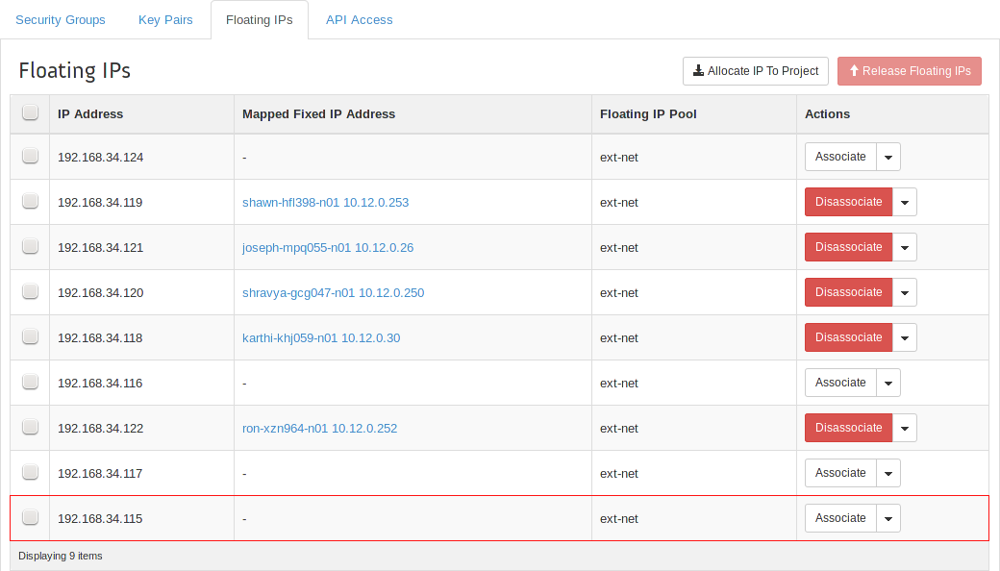 Security Groups Key Pairs Floating IPs API Access
Floating IPs Allocate IP To Project Release Floating IPs
IP Address Mapped Fixed IP Address Floating IP Pool Actions
192.168.34.124 - ext-net Associate
192.168.34.119 shawn-hfl398-n01 10.12.0.253 ext-net Disassociate
192.168.34.121 joseph-mpq055-n01 10.12.0.26 ext-net Disassociate
192.168.34.120 shravya-gcg047-n01 10.12.0.250 ext-net Disassociate
192.168.34.118 karthi-khj059-n01 10.12.0.30 ext-net Disassociate
192.168.34.116 - ext-net Associate
192.168.34.122 ron-xzn964-n01 10.12.0.252 ext-net Disassociate
192.168.34.117 - ext-net Associate
192.168.34.115 - ext-net Associate
Displaying 9 items